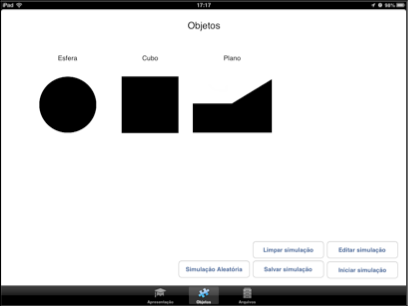 iPad
17:17
98%
Objetos
Esfera
Cubo
Plano
Limpar simulação
Editar simulação
Simulação Aleatória
Salvar simulação
Iniciar simulação
Apresentação
Objetos
Arquivos